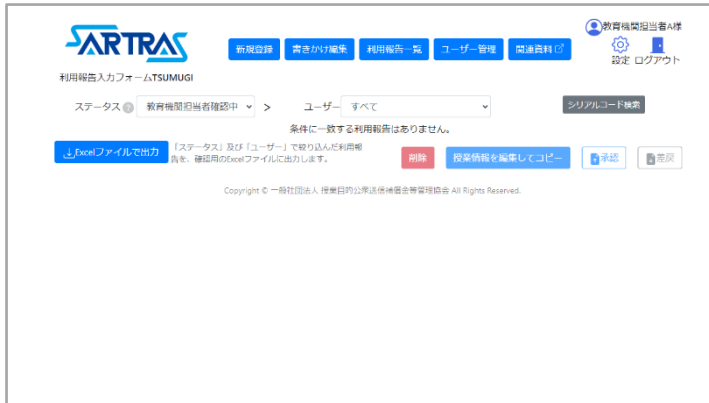 SARTRAS
利用報告入力フォームTSUMUGI
新規登録 書きかけ編集 利用報告一覧 ユーザー管理 関連資料
教育機関担当者A様
設定 ログアウト
ステータス ? 教育機関担当者確認中 > ユーザー すべて シリアルコード検索
条件に一致する利用報告はありません。
Excelファイルで出力 「ステータス」及び「ユーザー」で絞り込んだ利用報
告を、確認用のExcelファイルに出力します。
削除 授業情報を編集してコピー 承認 差戻
Copyright © 一般社団法人 授業目的公衆送信補償金等管理協会 All Rights Reserved.